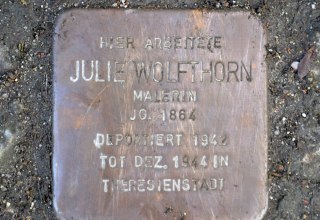 HIER ARBEITETE
JULIE WOLFTHORN
MALERIN
JG. 1864
DEPORTIERT 1942
TOT DEZ. 1944 IN
THERESIENSTADT